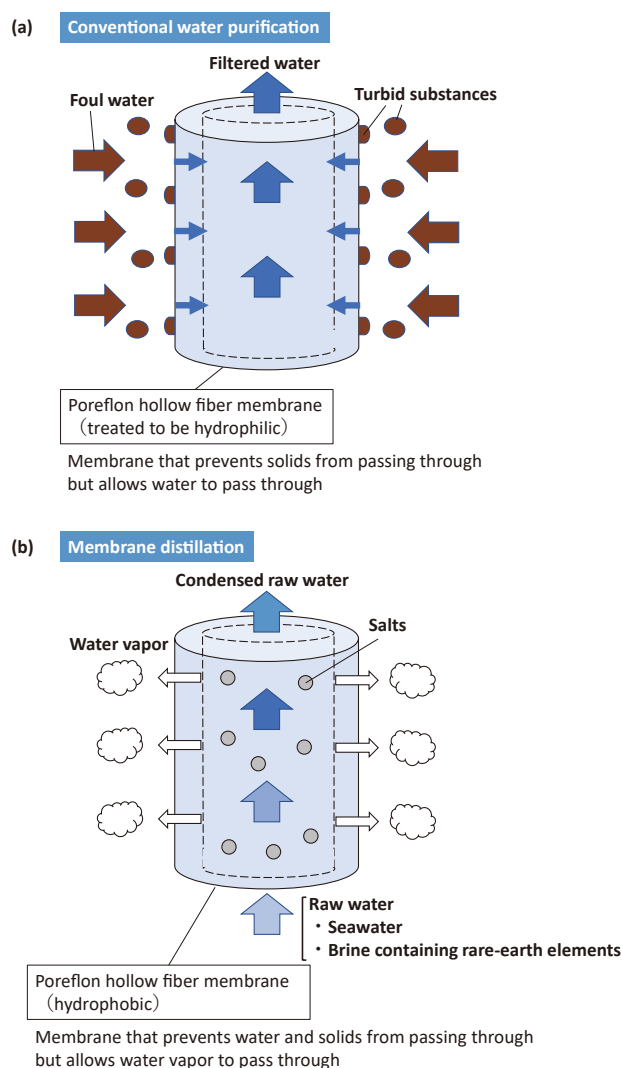 (a) Conventional water purification
Filtered water
Foul water
Turbid substances
Poreflon hollow fiber membrane
（treated to be hydrophilic）
Membrane that prevents solids from passing through
but allows water to pass through
(b) Membrane distillation
Condensed raw water
Salts
Water vapor
Raw water
・Seawater
・Brine containing rare-earth elements
Poreflon hollow fiber membrane
（hydrophobic）
Membrane that prevents water and solids from passing through
but allows water vapor to pass through